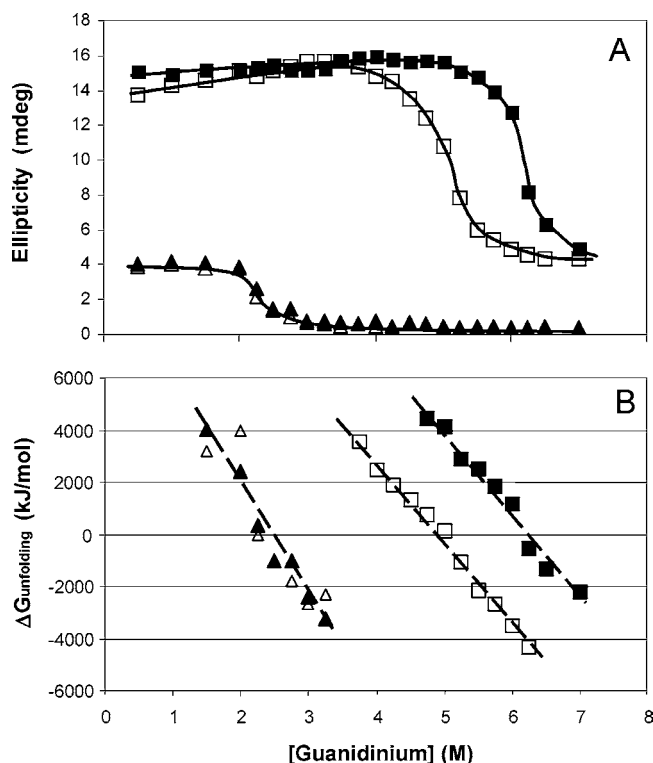 A
18
16
14
12
10
8
6
4
2
0
Ellipticity (mdeg)
B
6000
4000
2000
0
-2000
-4000
-6000
ΔGunfolding (kJ/mol)
0 1 2 3 4 5 6 7 8
[Guanidinium] (M)